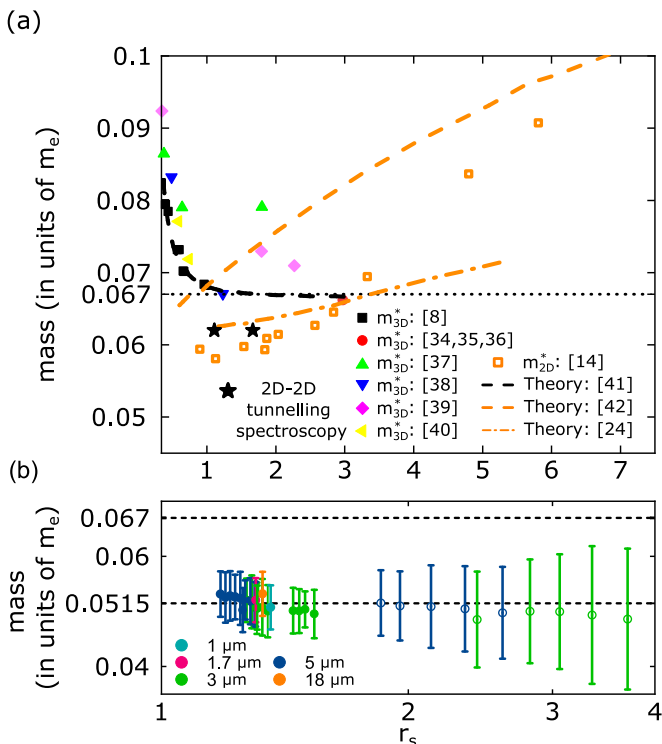 (a)
mass (in units of mₑ)
0.1
0.09
0.08
0.07
0.067
0.06
0.05
1 2 3 4 5 6 7
2D-2D
tunnelling
spectroscopy
m*3D: [8]
m*3D: [34,35,36]
m*3D: [37]
m*3D: [38]
m*3D: [39]
m*3D: [40]
m*2D: [14]
Theory: [41]
Theory: [42]
Theory: [24]
(b)
mass
(in units of mₑ)
0.067
0.06
0.0515
0.04
1 μm
1.7 μm
3 μm
5 μm
18 μm
1 2 3 4
rₛ